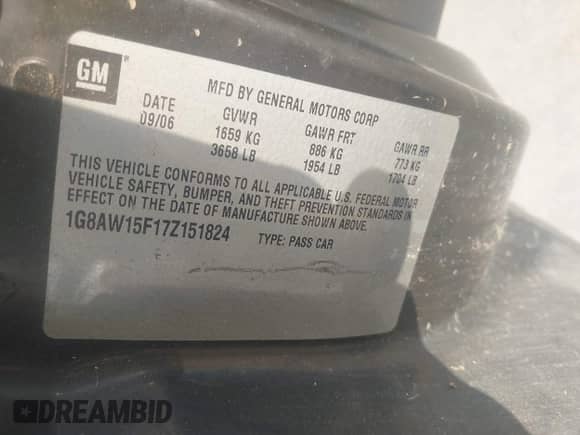 GM
MFD BY GENERAL MOTORS CORP
DATE GVWR GAWR FRT GAWR RR
09/06 1659 KG 886 KG 773 KG
3658 LB 1954 LB 1704 LB
THIS VEHICLE CONFORMS TO ALL APPLICABLE U.S. FEDERAL MOTOR
VEHICLE SAFETY, BUMPER, AND THEFT PREVENTION STANDARDS IN
EFFECT ON THE DATE OF MANUFACTURE SHOWN ABOVE.
1G8AW15F17Z151824 TYPE: PASS CAR
DREAMBID